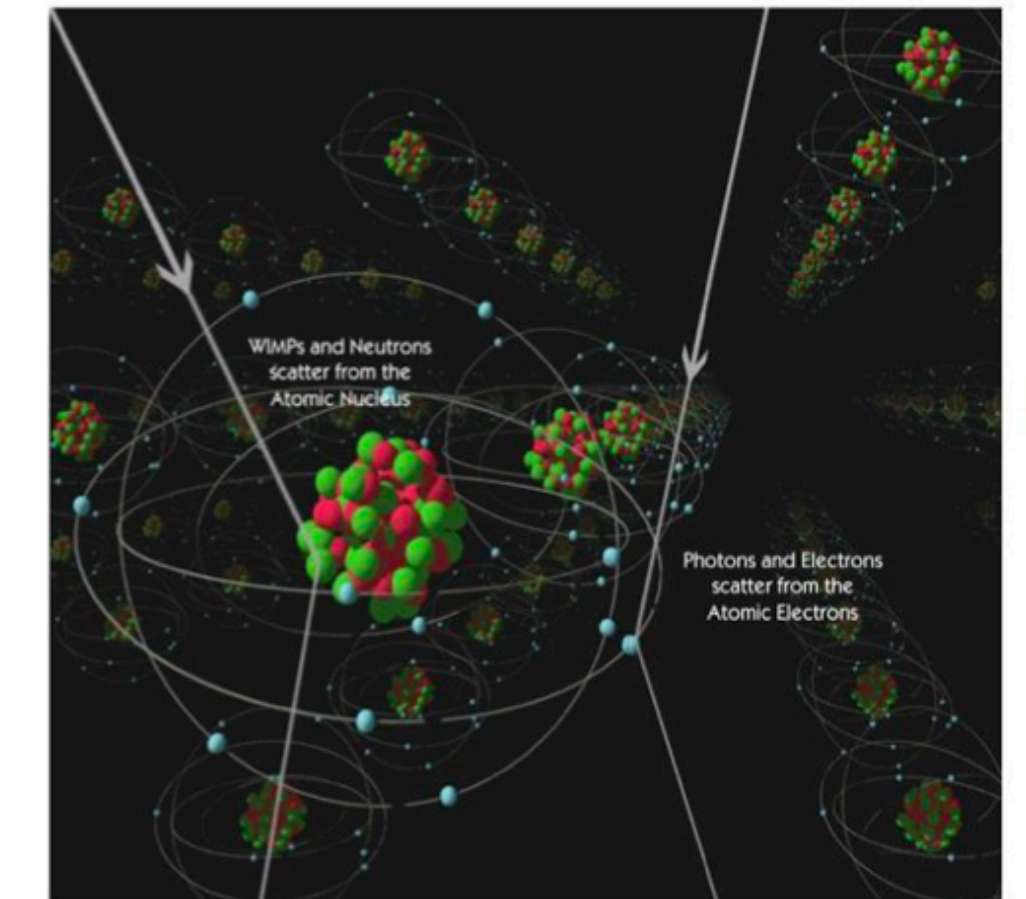 WIMPs and Neutrons
scatter from the
Atomic Nucleus
Photons and Electrons
scatter from the
Atomic Electrons